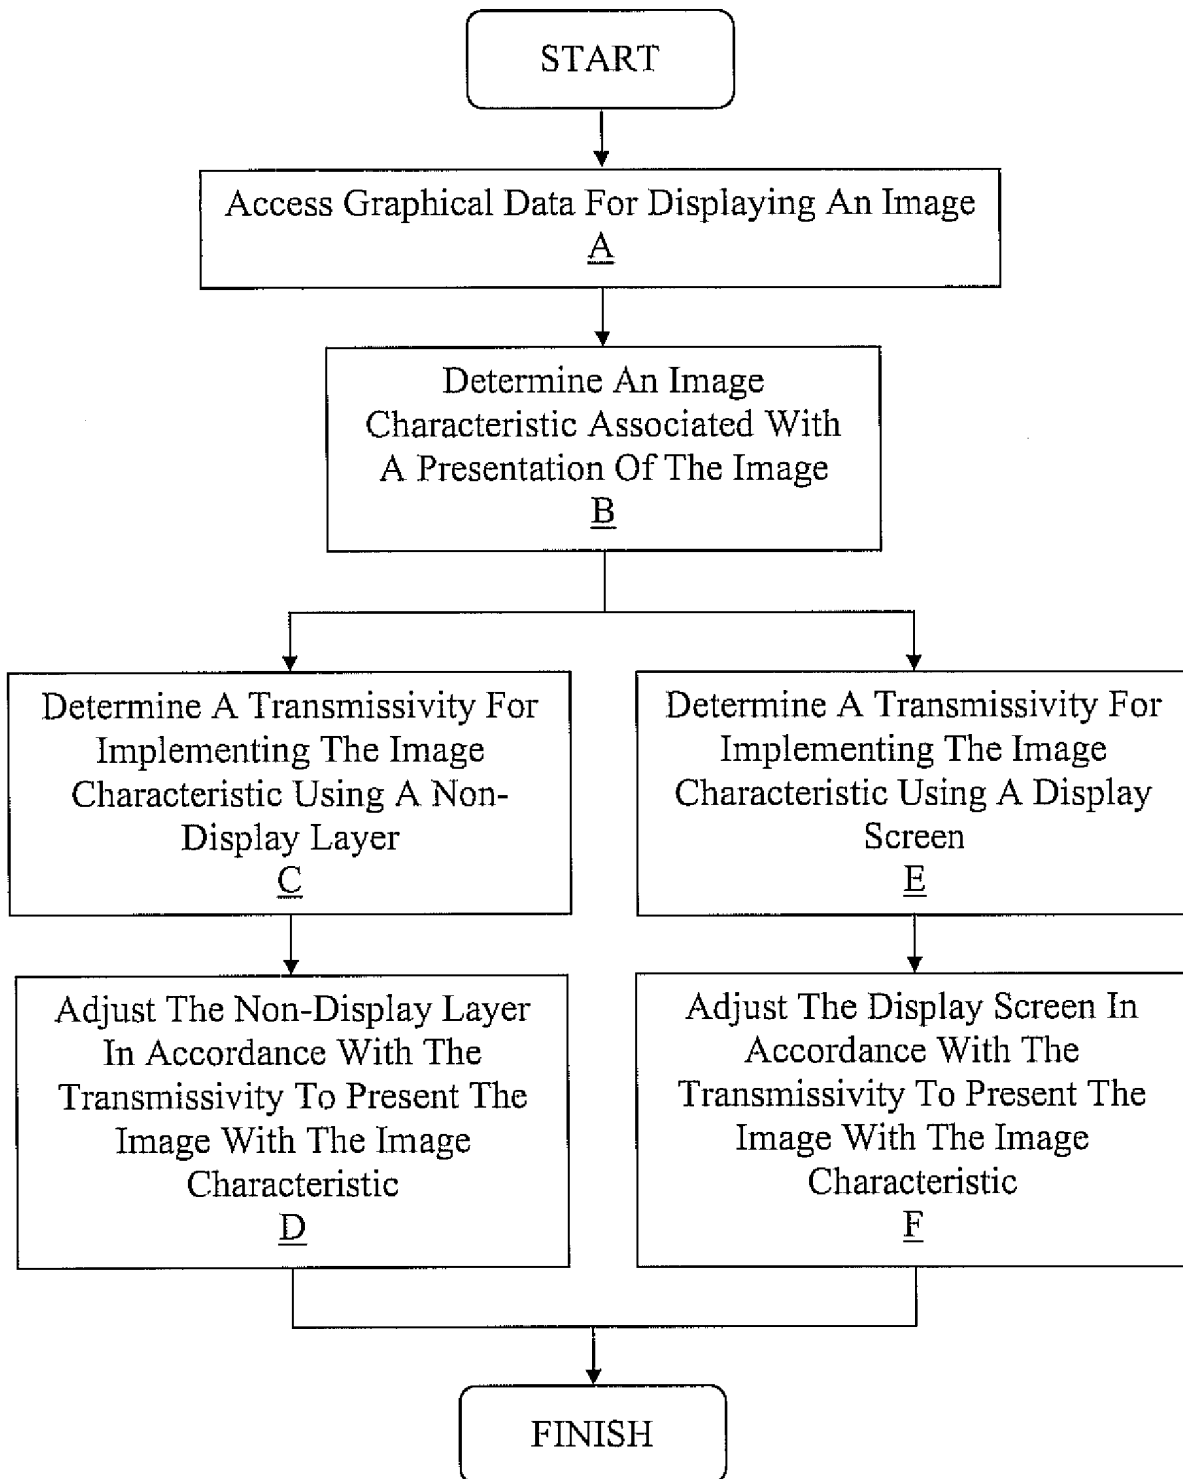 START
Access Graphical Data For Displaying An Image
A
Determine An Image
Characteristic Associated With
A Presentation Of The Image
B
Determine A Transmissivity For
Implementing The Image
Characteristic Using A Non-
Display Layer
C
Adjust The Non-Display Layer
In Accordance With The
Transmissivity To Present The
Image With The Image
Characteristic
D
Determine A Transmissivity For
Implementing The Image
Characteristic Using A Display
Screen
E
Adjust The Display Screen In
Accordance With The
Transmissivity To Present The
Image With The Image
Characteristic
F
FINISH